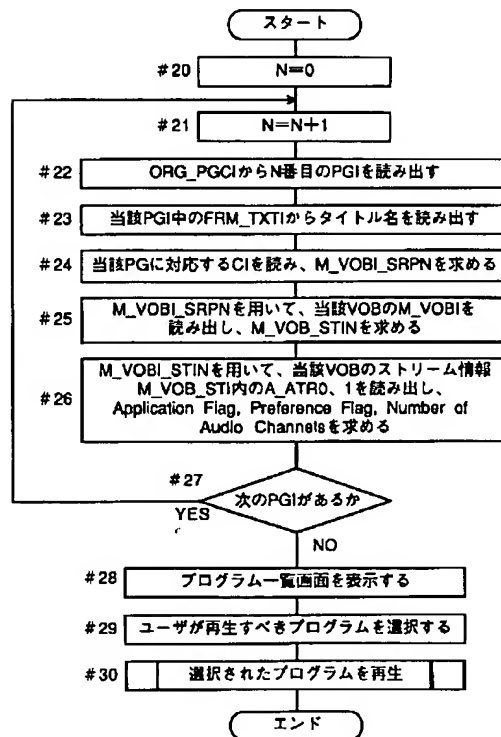 スタート
#20 N=0
#21 N=N+1
#22 ORG_PGCIからN番目のPGIを読み出す
#23 当該PGI中のFRM_TXTIからタイトル名を読み出す
#24 当該PGに対応するCIを読み、M_VOBI_SRPNを求める
#25 M_VOBI_SRPNを用いて、当該VOBのM_VOBIを
読み出し、M_VOB_STINを求める
#26 M_VOBI_STINを用いて、当該VOBのストリーム情報
M_VOB_STI内のA_ATR0、1を読み出し、
Application Flag, Preference Flag, Number of
Audio Channelsを求める
#27 次のPGIがあるか
YES
NO
#28 プログラム一覧画面を表示する
#29 ユーザが再生すべきプログラムを選択する
#30 選択されたプログラムを再生
エンド